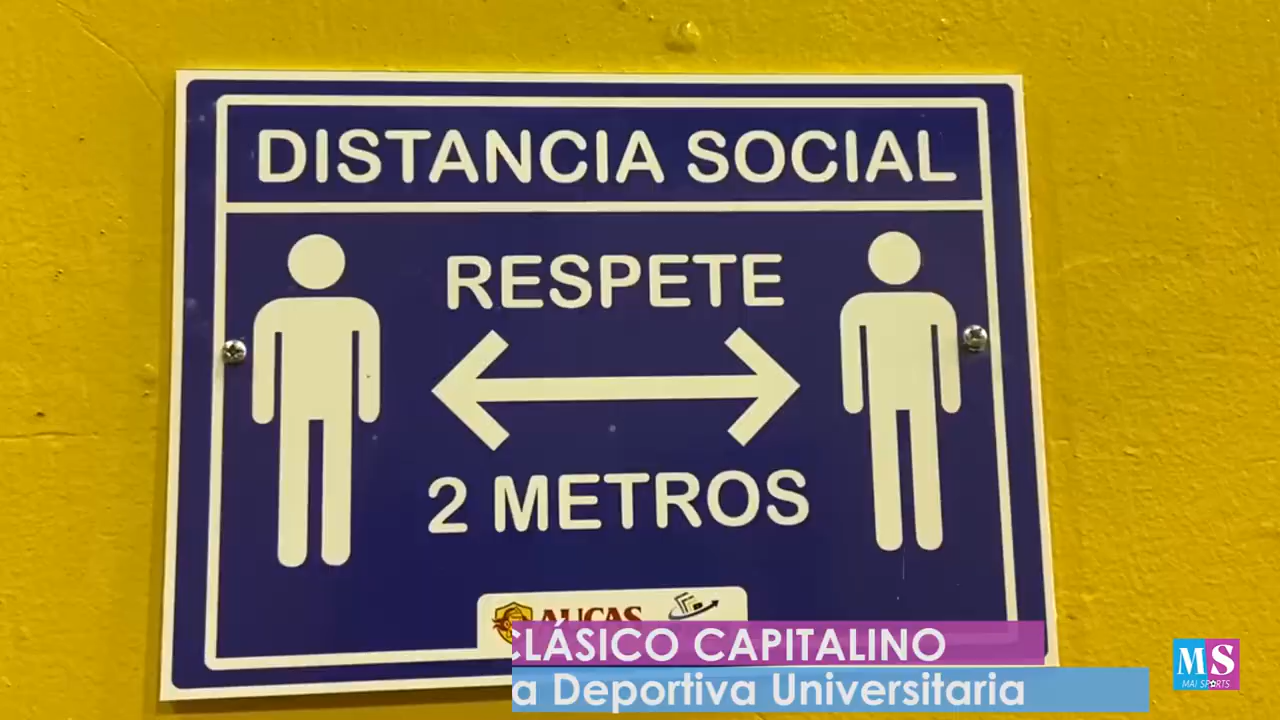 DISTANCIA SOCIAL
RESPETE
2 METROS
AUCAS
CLÁSICO CAPITALINO
a Deportiva Universitaria
MS
MAI SPORTS